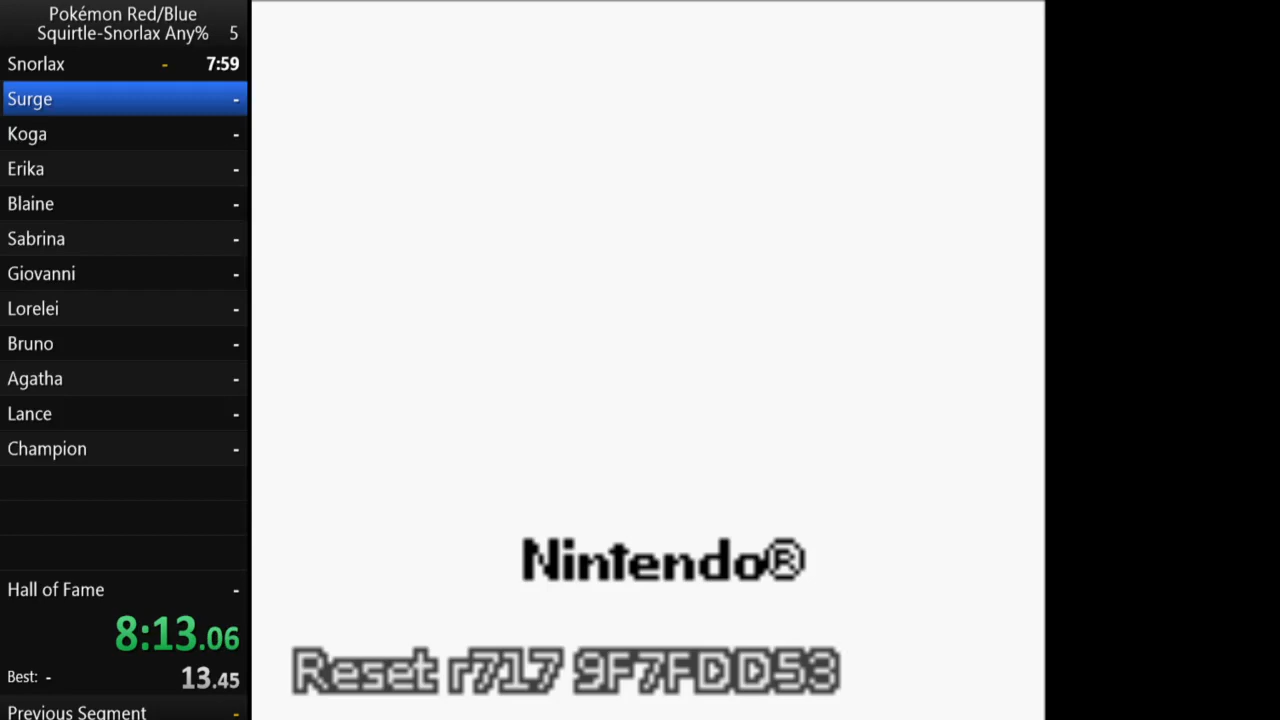 Pokémon Red/Blue
Squirtle-Snorlax Any% 5
Snorlax - 7:59
Surge -
Koga -
Erika -
Blaine -
Sabrina -
Giovanni -
Lorelei -
Bruno -
Agatha -
Lance -
Champion -
Nintendo®
Hall of Fame -
8:13.06
Reset r717 9F7FDD53
Best: - 13.45
Previous Segment -